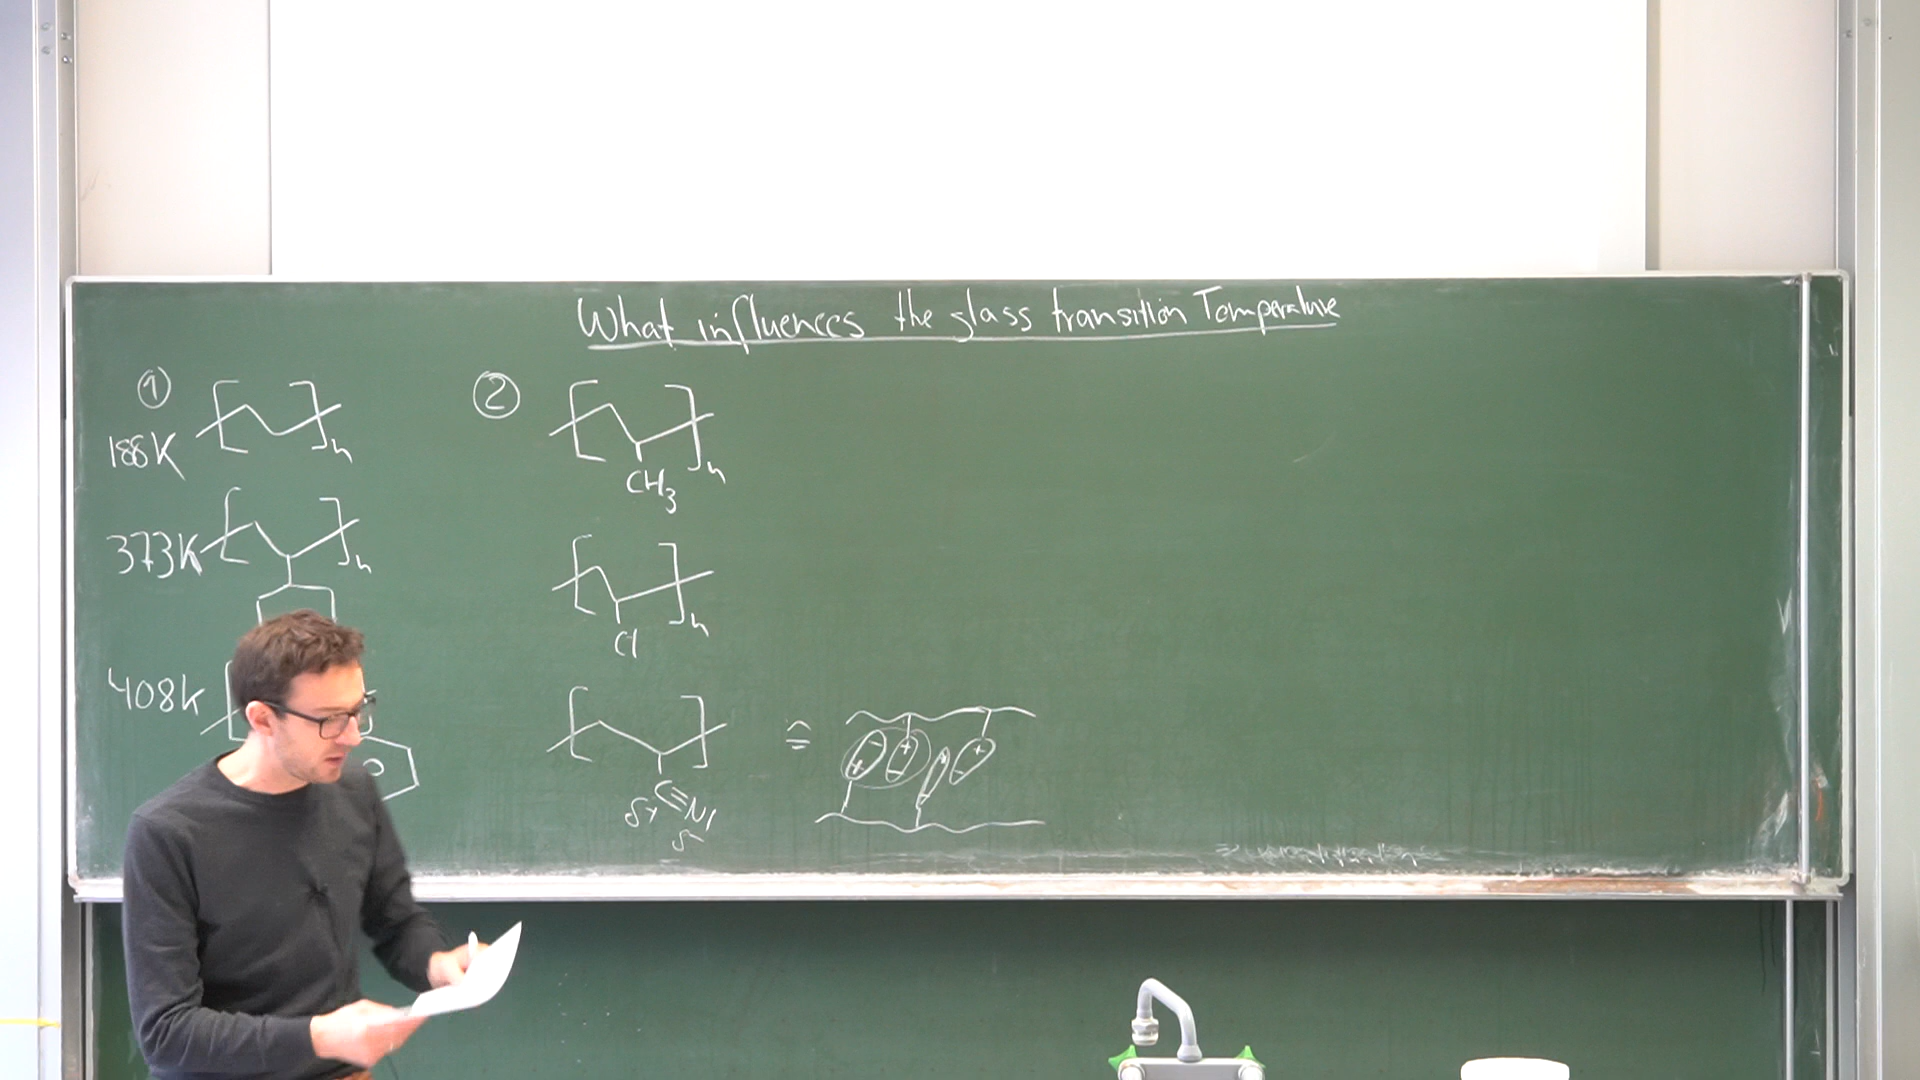 What influences the glass transition Temperature
①
188K
n
373K
n
408K
②
n
CH3
n
Cl
C≡N|
δ+
δ-
≙
- + -
+ - -